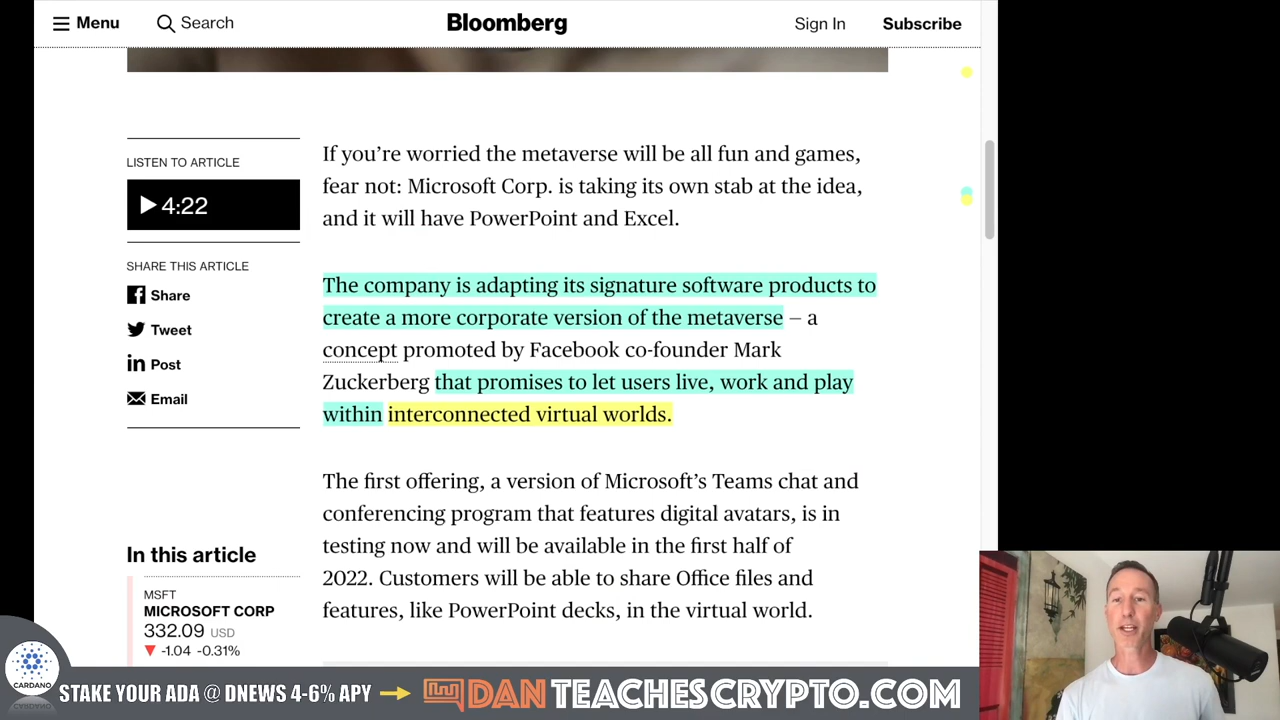 Menu
Search
Bloomberg
Sign In
Subscribe
LISTEN TO ARTICLE
4:22
SHARE THIS ARTICLE
Share
Tweet
Post
Email
If you’re worried the metaverse will be all fun and games,
fear not: Microsoft Corp. is taking its own stab at the idea,
and it will have PowerPoint and Excel.
The company is adapting its signature software products to
create a more corporate version of the metaverse — a
concept promoted by Facebook co-founder Mark
Zuckerberg that promises to let users live, work and play
within interconnected virtual worlds.
The first offering, a version of Microsoft’s Teams chat and
conferencing program that features digital avatars, is in
testing now and will be available in the first half of
2022. Customers will be able to share Office files and
features, like PowerPoint decks, in the virtual world.
In this article
MSFT
MICROSOFT CORP
332.09 USD
▼ -1.04 -0.31%
CARDANO
STAKE YOUR ADA @ DNEWS 4-6% APY
DANTEACHESCRYPTO.COM